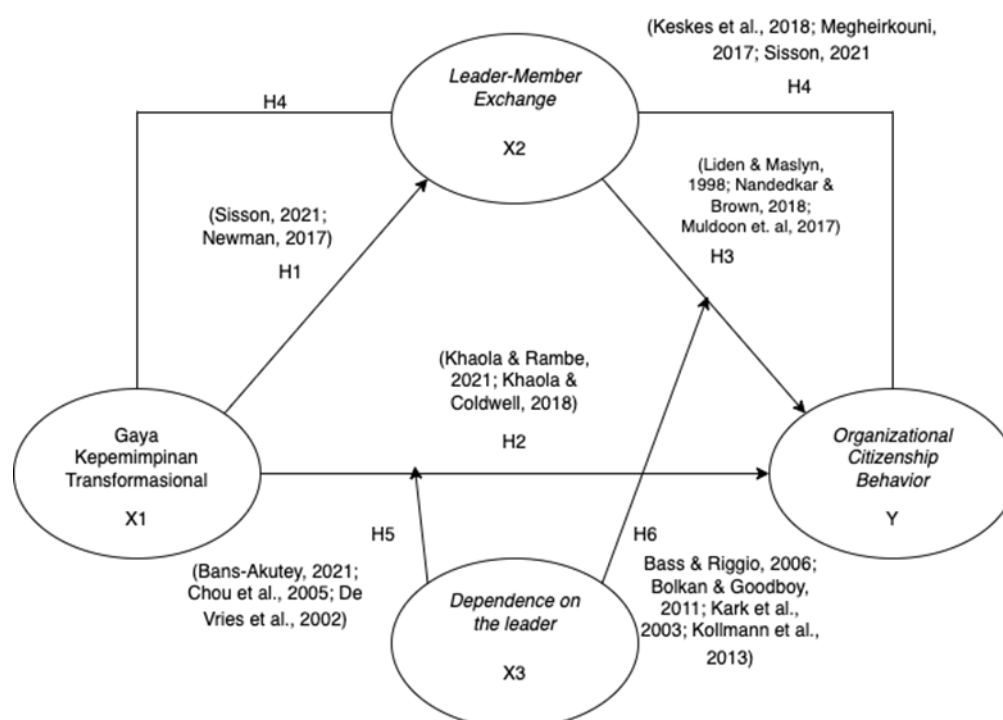 (Keskes et al., 2018; Megheirkouni,
2017; Sisson, 2021
H4
H4
Leader-Member
Exchange
X2
(Liden & Maslyn,
1998; Nandedkar &
Brown, 2018;
Muldoon et. al, 2017)
H3
(Sisson, 2021;
Newman, 2017)
H1
(Khaola & Rambe,
2021; Khaola &
Coldwell, 2018)
H2
Gaya
Kepemimpinan
Transformasional
X1
Organizational
Citizenship
Behavior
Y
H5
(Bans-Akutey, 2021;
Chou et al., 2005; De
Vries et al., 2002)
H6
Bass & Riggio, 2006;
Bolkan & Goodboy,
2011; Kark et al.,
2003; Kollmann et al.,
2013)
Dependence on
the leader
X3